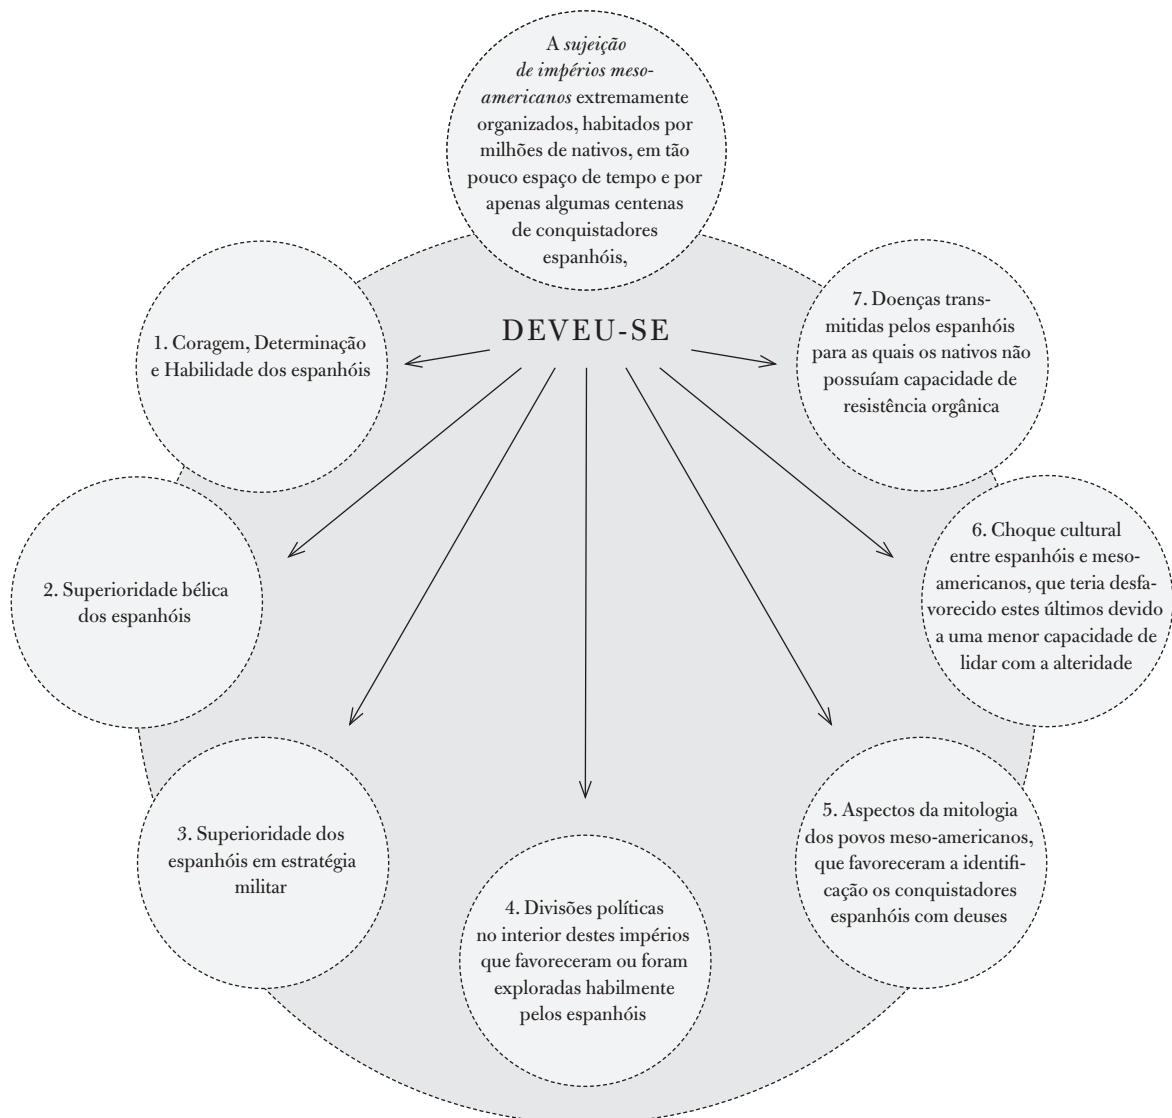 A sujeição
de impérios meso-
americanos extremamente
organizados, habitados por
milhões de nativos, em tão
pouco espaço de tempo e por
apenas algumas centenas
de conquistadores
espanhóis,
DEVEU-SE
1. Coragem, Determinação
e Habilidade dos espanhóis
2. Superioridade bélica
dos espanhóis
3. Superioridade dos
espanhóis em estratégia
militar
4. Divisões políticas
no interior destes impérios
que favoreceram ou foram
exploradas habilmente
pelos espanhóis
5. Aspectos da mitologia
dos povos meso-americanos,
que favoreceram a identifi-
cação os conquistadores
espanhóis com deuses
6. Choque cultural
entre espanhóis e meso-
americanos, que teria desfa-
vorecido estes últimos devido
a uma menor capacidade de
lidar com a alteridade
7. Doenças trans-
mitidas pelos espanhóis
para as quais os nativos não
possuíam capacidade de
resistência orgânica